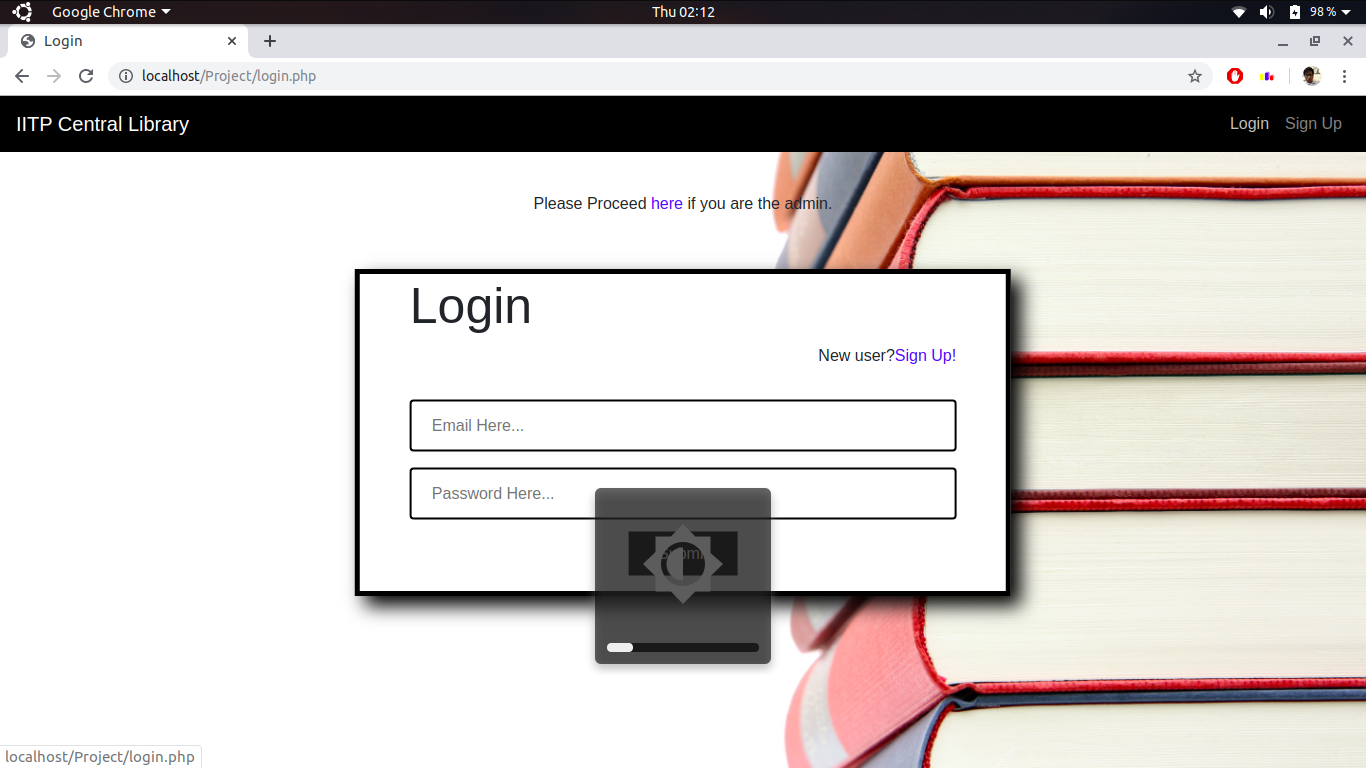 Google Chrome
Thu 02:12
98 %
Login
localhost/Project/login.php
IITP Central Library
Login
Sign Up
Please Proceed here if you are the admin.
Login
New user?Sign Up!
Email Here...
Password Here...
localhost/Project/login.php